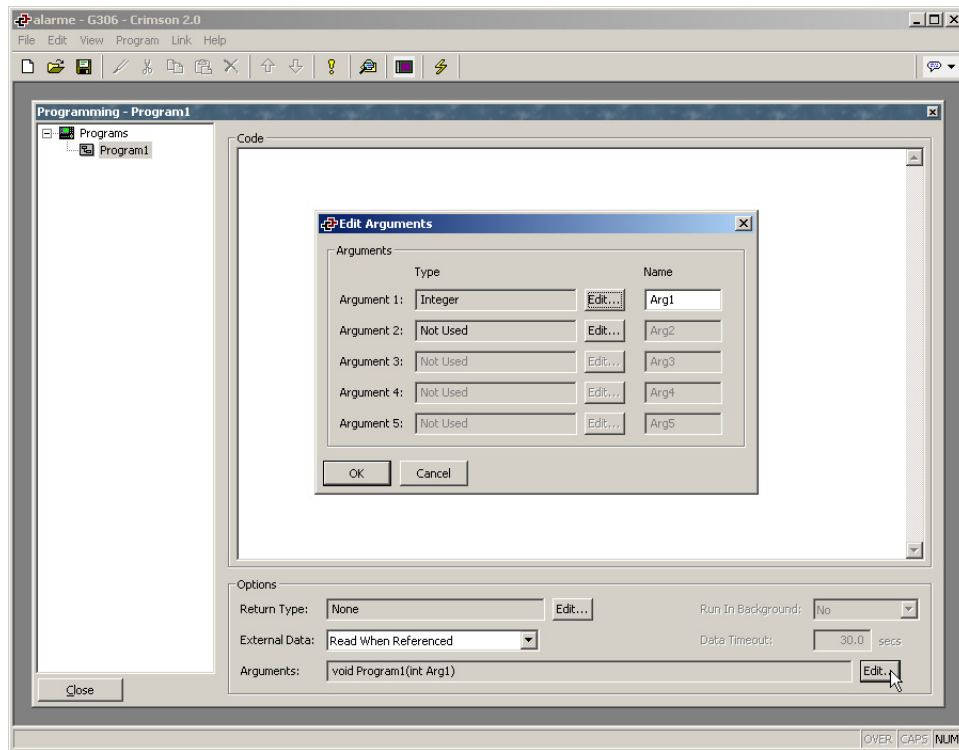 alarme - G306 - Crimson 2.0
File Edit View Program Link Help
Programming - Program1
Programs
Program1
Code
Edit Arguments
Arguments
Type Name
Argument 1: Integer Edit... Arg1
Argument 2: Not Used Edit... Arg2
Argument 3: Not Used Edit... Arg3
Argument 4: Not Used Edit... Arg4
Argument 5: Not Used Edit... Arg5
OK Cancel
Options
Return Type: None Edit... Run In Background: No
External Data: Read When Referenced Data Timeout: 30.0 secs
Arguments: void Program1(int Arg1) Edit...
Close
OVER CAPS NUM